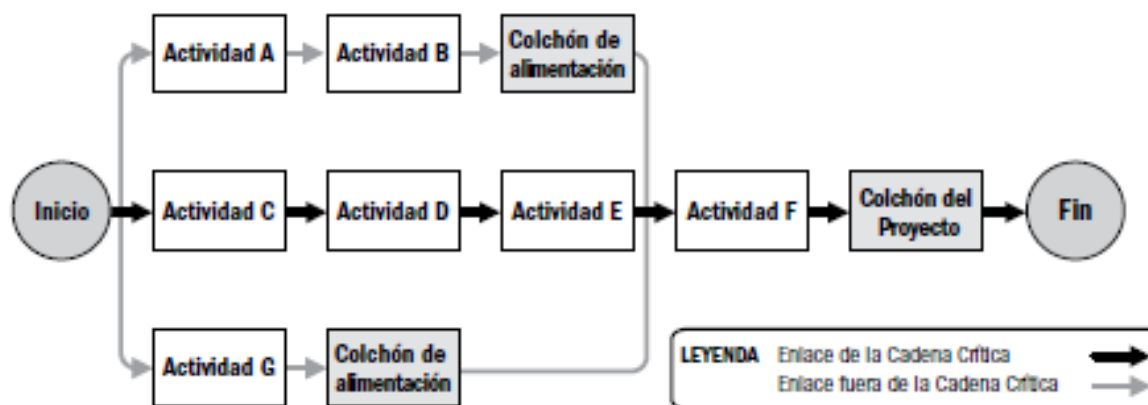 Actividad A
Actividad B
Colchón de
alimentación
Inicio
Actividad C
Actividad D
Actividad E
Actividad F
Colchón del
Proyecto
Fin
Actividad G
Colchón de
alimentación
LEYENDA Enlace de la Cadena Crítica
Enlace fuera de la Cadena Crítica